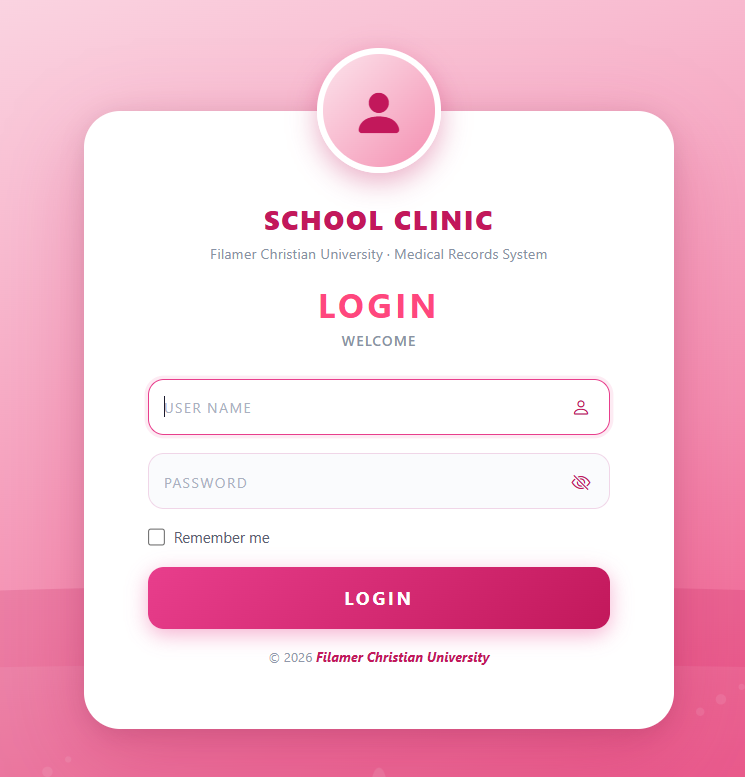 SCHOOL CLINIC
Filamer Christian University · Medical Records System
LOGIN
WELCOME
USER NAME
PASSWORD
Remember me
LOGIN
© 2026 Filamer Christian University